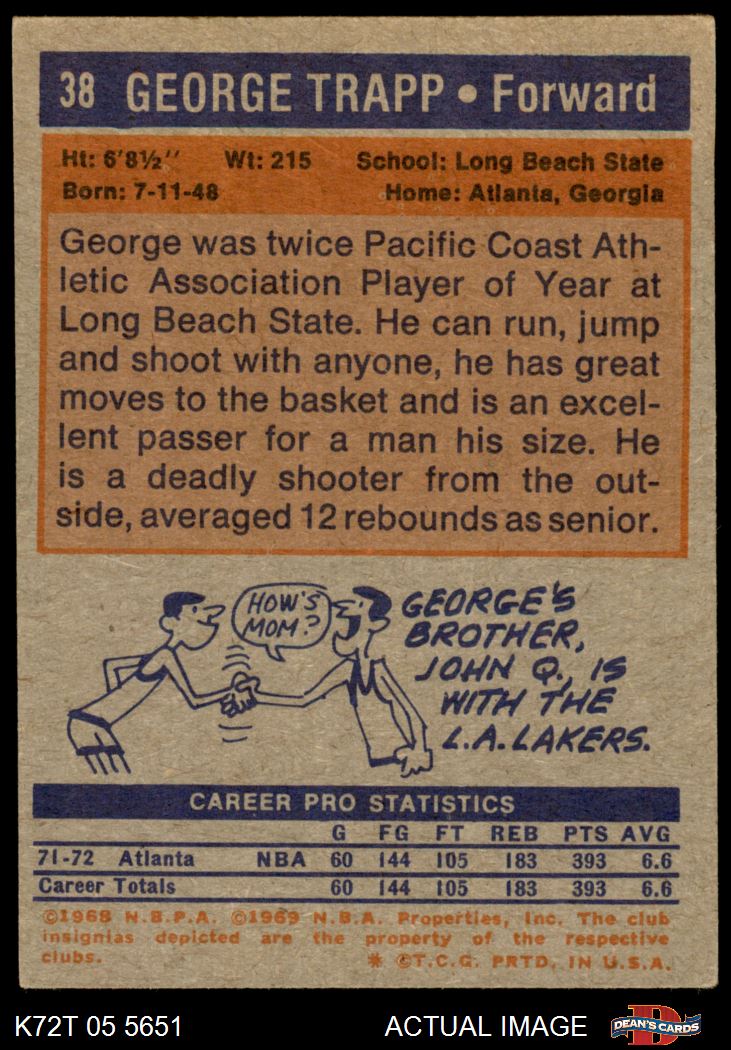 38 GEORGE TRAPP • Forward
Ht: 6'8½'' Wt: 215 School: Long Beach State
Born: 7-11-48 Home: Atlanta, Georgia
George was twice Pacific Coast Ath-
letic Association Player of Year at
Long Beach State. He can run, jump
and shoot with anyone, he has great
moves to the basket and is an excel-
lent passer for a man his size. He
is a deadly shooter from the out-
side, averaged 12 rebounds as senior.
HOW'S
MOM?
GEORGE'S
BROTHER,
JOHN Q., IS
WITH THE
L.A. LAKERS.
CAREER PRO STATISTICS
G FG FT REB PTS AVG
71-72 Atlanta NBA 60 144 105 183 393 6.6
Career Totals 60 144 105 183 393 6.6
©1968 N.B.P.A. ©1969 N.B.A. Properties, Inc. The club
insignias depicted are the property of the respective
clubs. * ©T.C.G. PRTD. IN U.S.A.
K72T 05 5651 ACTUAL IMAGE
D
DEAN'S CARDS